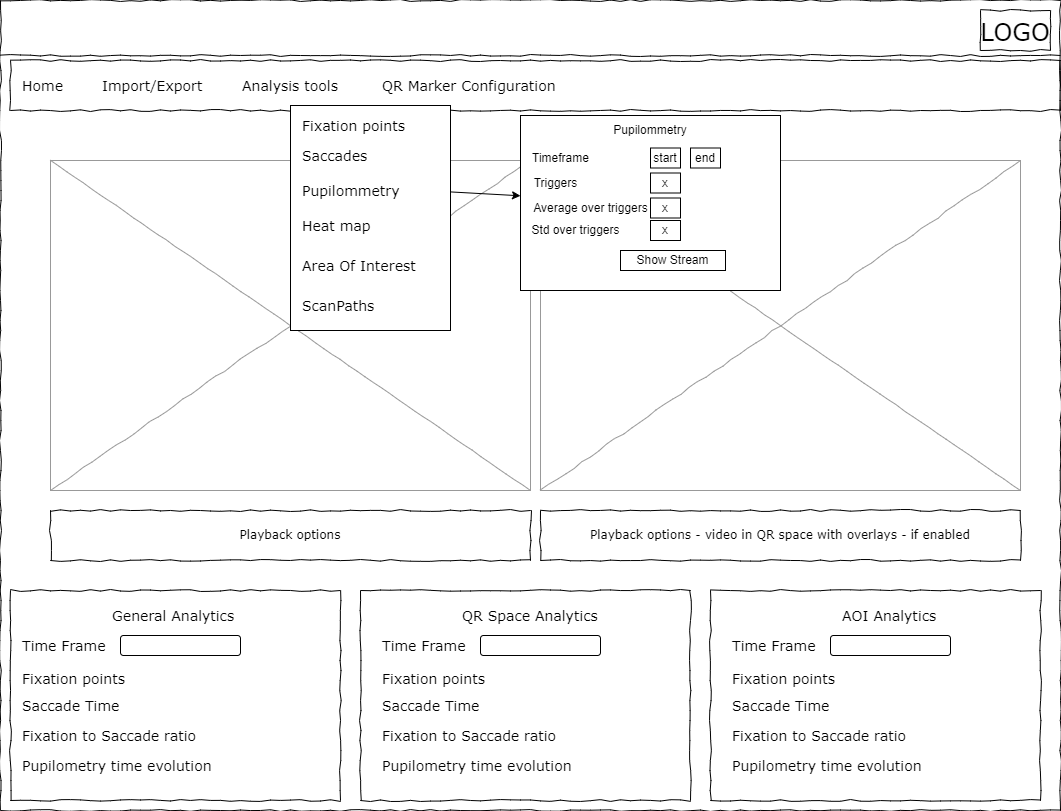 LOGO
Home Import/Export Analysis tools QR Marker Configuration
Fixation points
Saccades
Pupilommetry
Heat map
Area Of Interest
ScanPaths
Pupilommetry
Timeframe start end
Triggers x
Average over triggers x
Std over triggers x
Show Stream
Playback options
Playback options - video in QR space with overlays - if enabled
General Analytics
Time Frame
Fixation points
Saccade Time
Fixation to Saccade ratio
Pupilometry time evolution
QR Space Analytics
Time Frame
Fixation points
Saccade Time
Fixation to Saccade ratio
Pupilometry time evolution
AOI Analytics
Time Frame
Fixation points
Saccade Time
Fixation to Saccade ratio
Pupilometry time evolution